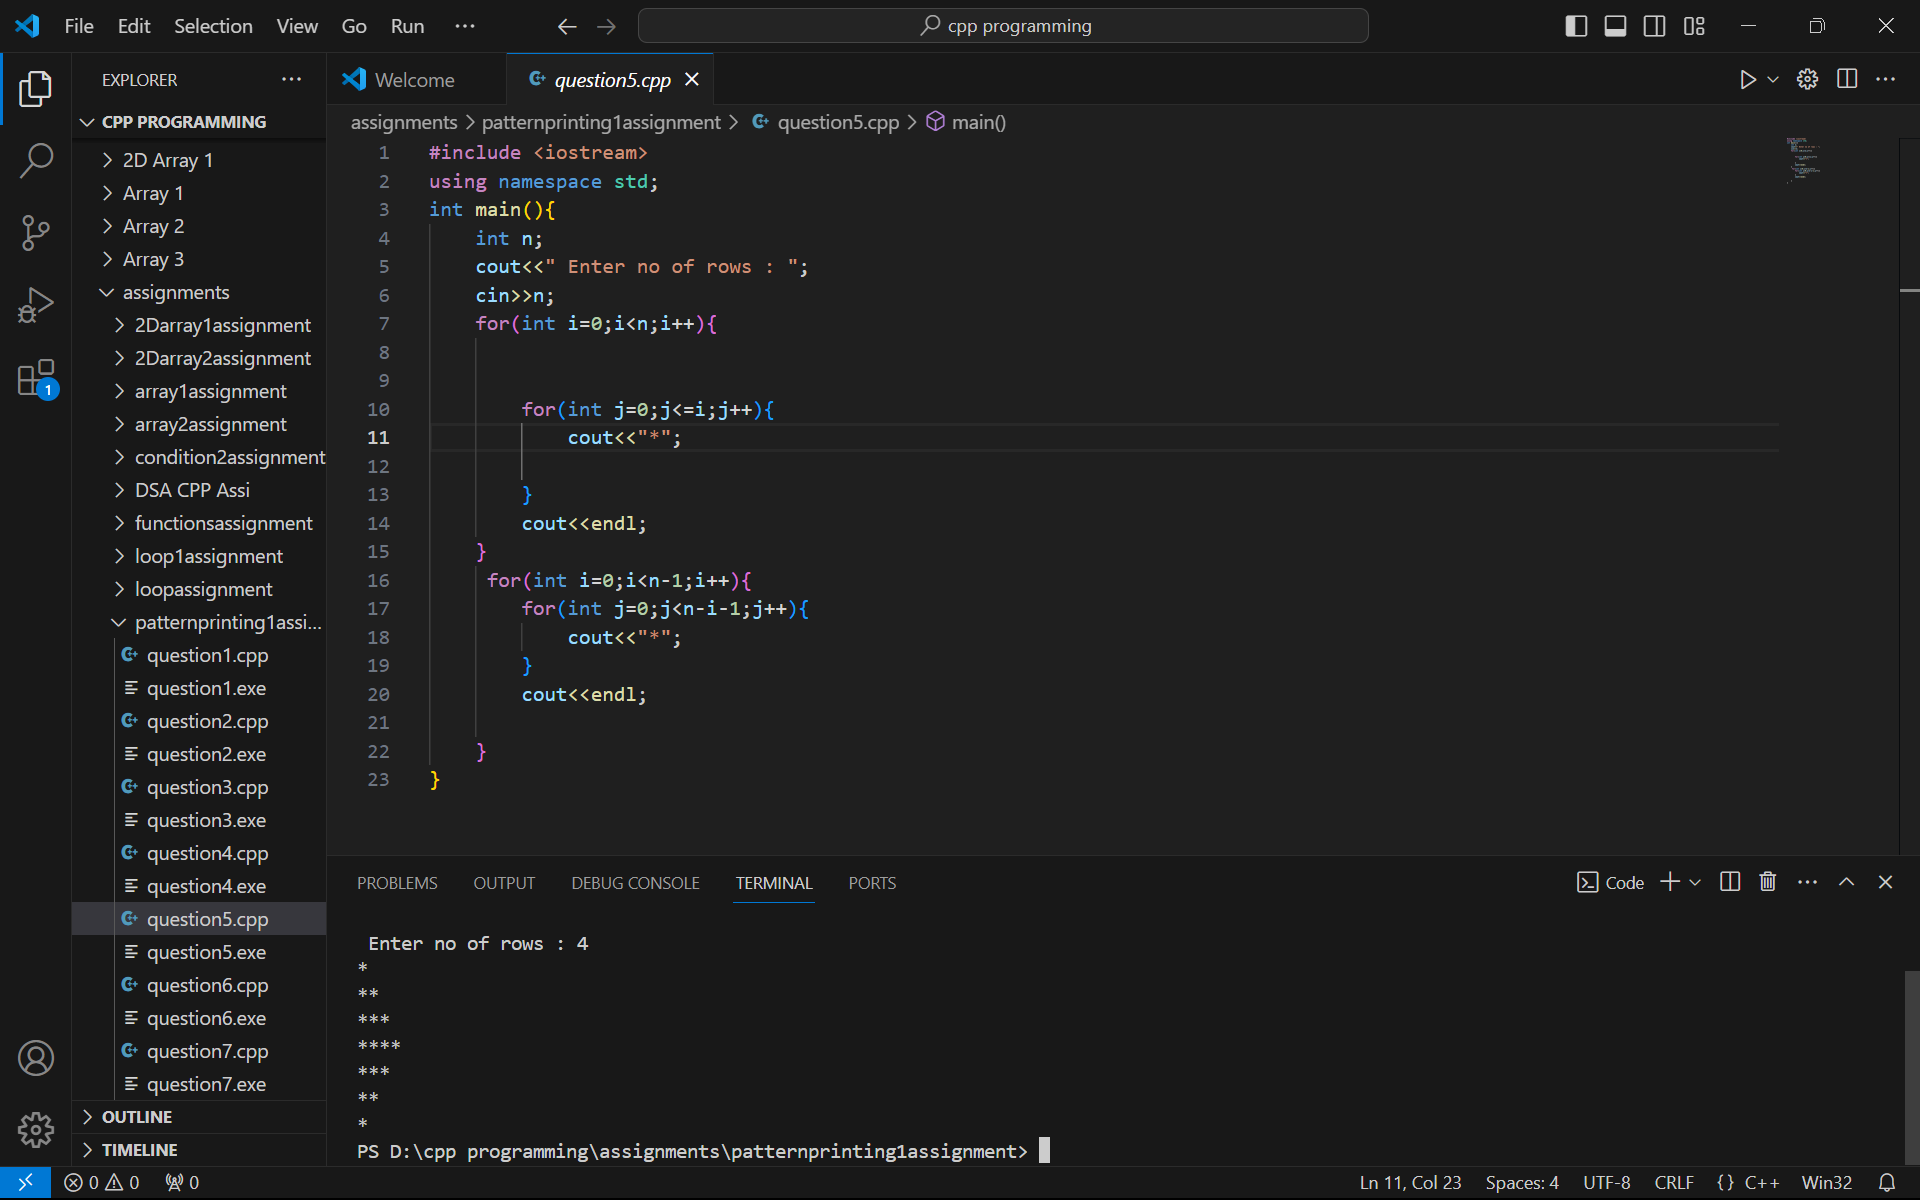 File Edit Selection View Go Run ··· cpp programming
EXPLORER ···
CPP PROGRAMMING
2D Array 1
Array 1
Array 2
Array 3
assignments
2Darray1assignment
2Darray2assignment
array1assignment
array2assignment
condition2assignment
DSA CPP Assi
functionsassignment
loop1assignment
loopassignment
patternprinting1assi...
question1.cpp
question1.exe
question2.cpp
question2.exe
question3.cpp
question3.exe
question4.cpp
question4.exe
question5.cpp
question5.exe
question6.cpp
question6.exe
question7.cpp
question7.exe
OUTLINE
TIMELINE
1
Welcome question5.cpp
assignments > patternprinting1assignment > question5.cpp > main()
1 #include <iostream>
2 using namespace std;
3 int main(){
4 int n;
5 cout<<" Enter no of rows : ";
6 cin>>n;
7 for(int i=0;i<n;i++){
8
9
10 for(int j=0;j<=i;j++){
11 cout<<"*";
12
13 }
14 cout<<endl;
15 }
16 for(int i=0;i<n-1;i++){
17 for(int j=0;j<n-i-1;j++){
18 cout<<"*";
19 }
20 cout<<endl;
21
22 }
23 }
PROBLEMS OUTPUT DEBUG CONSOLE TERMINAL PORTS Code
Enter no of rows : 4
*
**
***
****
***
**
*
PS D:\cpp programming\assignments\patternprinting1assignment>
0 0 0 Ln 11, Col 23 Spaces: 4 UTF-8 CRLF {} C++ Win32